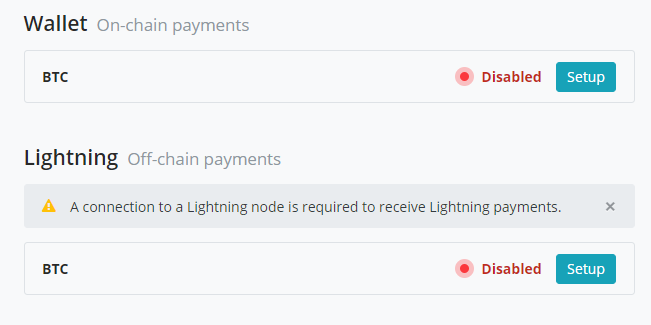 Wallet On-chain payments
BTC Disabled Setup
Lightning Off-chain payments
A connection to a Lightning node is required to receive Lightning payments. ×
BTC Disabled Setup